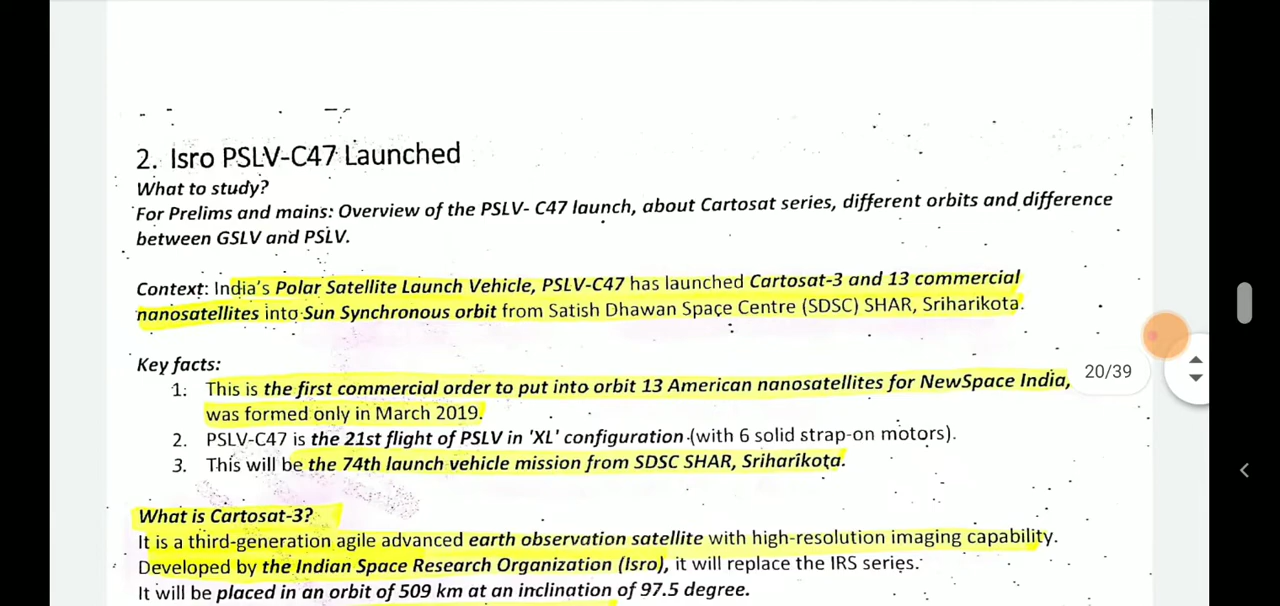 2. Isro PSLV-C47 Launched
What to study?
For Prelims and mains: Overview of the PSLV- C47 launch, about Cartosat series, different orbits and difference
between GSLV and PSLV.
Context: India's Polar Satellite Launch Vehicle, PSLV-C47 has launched Cartosat-3 and 13 commercial
nanosatellites into Sun Synchronous orbit from Satish Dhawan Space Centre (SDSC) SHAR, Sriharikota.
Key facts:
1. This is the first commercial order to put into orbit 13 American nanosatellites for NewSpace India,
was formed only in March 2019.
20/39
2. PSLV-C47 is the 21st flight of PSLV in 'XL' configuration (with 6 solid strap-on motors).
3. This will be the 74th launch vehicle mission from SDSC SHAR, Sriharikota.
What is Cartosat-3?
It is a third-generation agile advanced earth observation satellite with high-resolution imaging capability.
Developed by the Indian Space Research Organization (Isro), it will replace the IRS series.
It will be placed in an orbit of 509 km at an inclination of 97.5 degree.